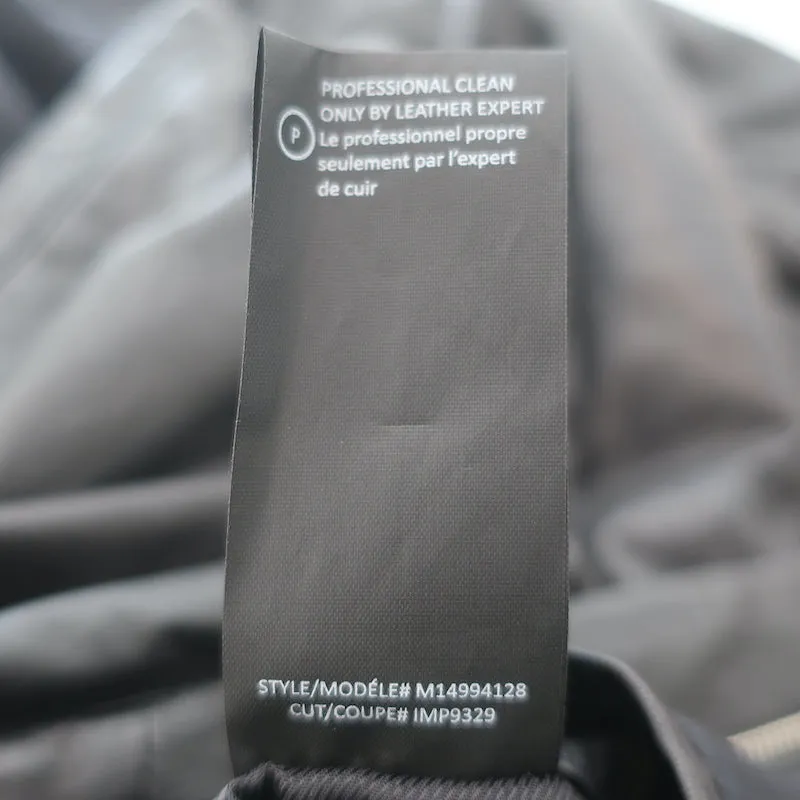 PROFESSIONAL CLEAN
ONLY BY LEATHER EXPERT
P
Le professionnel propre
seulement par l'expert
de cuir
STYLE/MODÉLE# M14994128
CUT/COUPE# IMP9329